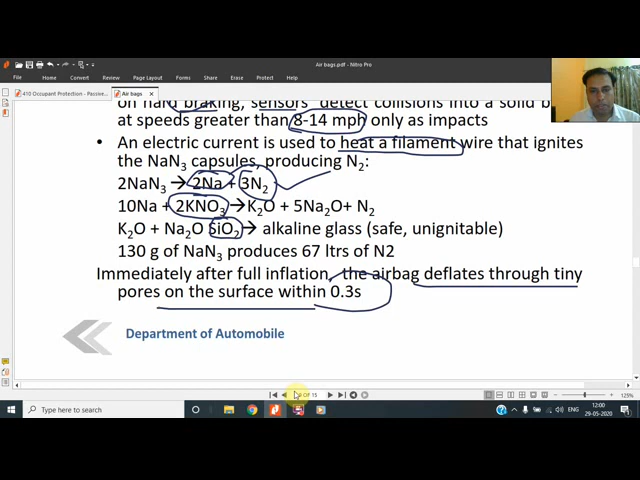 Air bags.pdf - Nitro Pro
File Home Edit Review Convert Page Layout Forms Share Erase Protect Help
410 Occupant Protection - Passive... Air bags
on hard braking, sensors detect collisions into a solid b
at speeds greater than 8-14 mph only as impacts
• An electric current is used to heat a filament wire that ignites
the NaN₃ capsules, producing N₂:
2NaN₃ → 2Na + 3N₂
10Na + 2KNO₃ → K₂O + 5Na₂O+ N₂
K₂O + Na₂O SiO₂ → alkaline glass (safe, unignitable)
130 g of NaN₃ produces 67 ltrs of N2
Immediately after full inflation, the airbag deflates through tiny
pores on the surface within 0.3s
Department of Automobile
OF 15
125%
Type here to search
ENG
12:00
29-05-2020